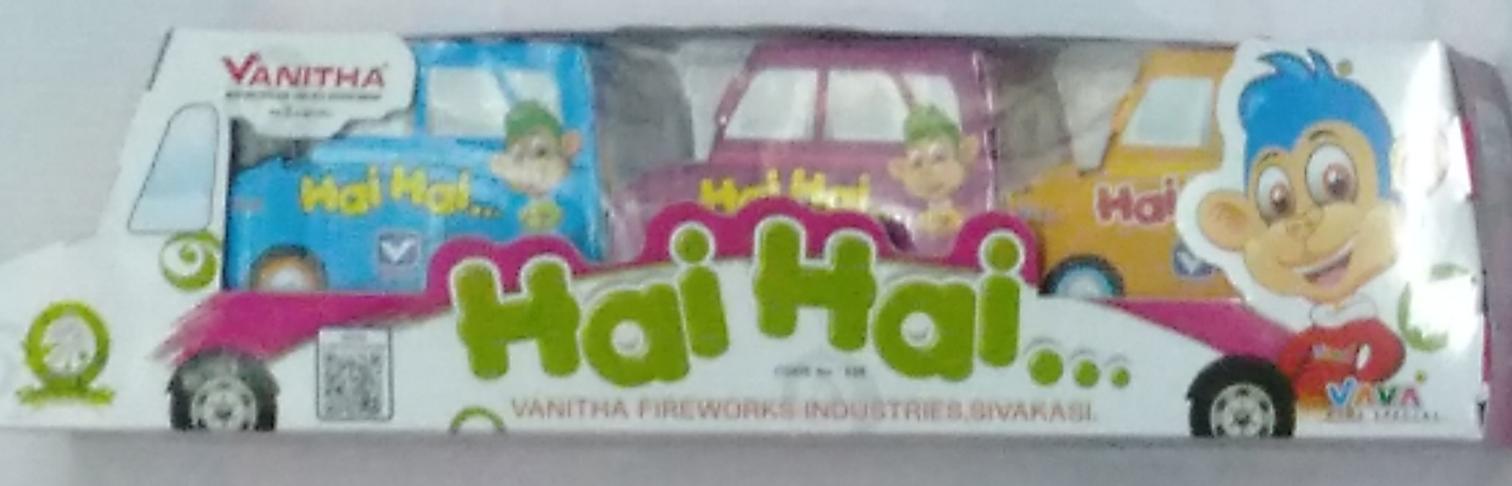 VANITHA
Hai Hai...
Hai Hai
Hai
Hai Hai...
VANITHA FIREWORKS INDUSTRIES,SIVAKASI.
VAVA